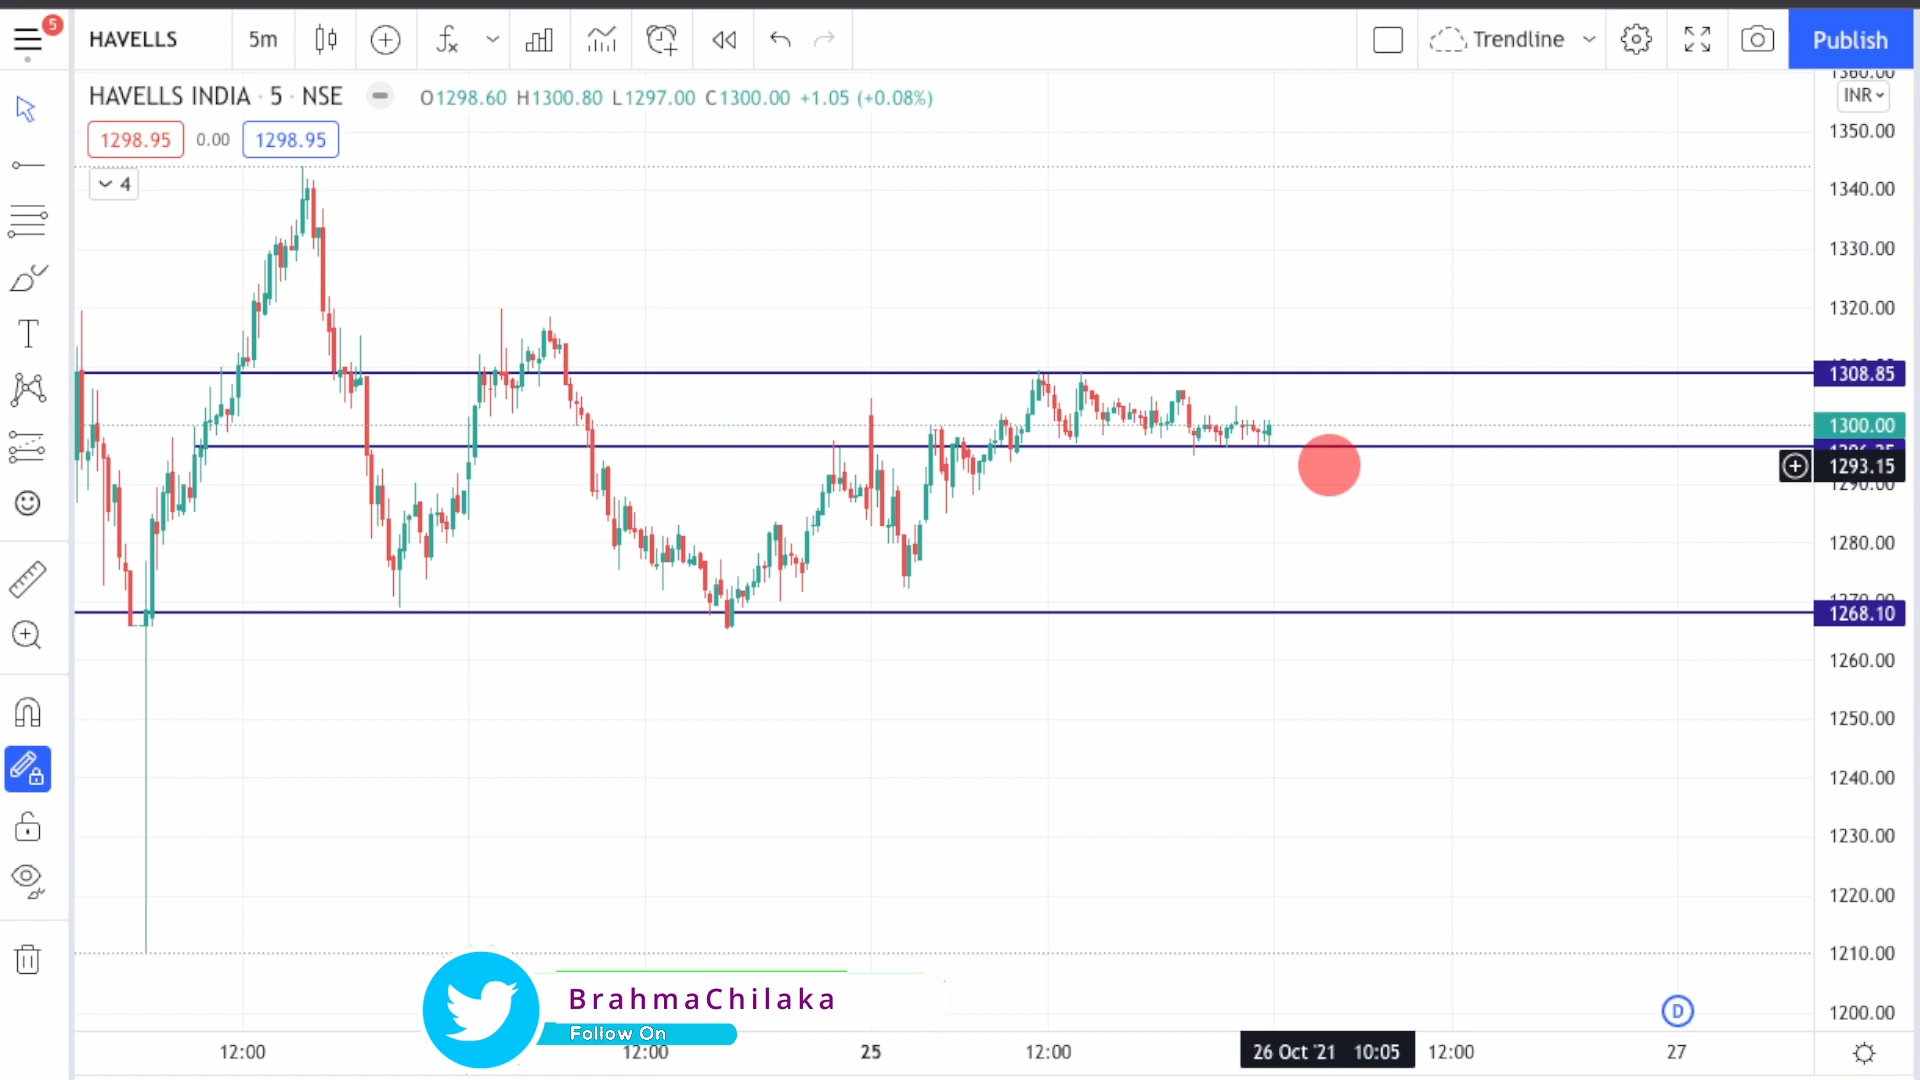 5
HAVELLS 5m Trendline Publish
HAVELLS INDIA · 5 · NSE O1298.60 H1300.80 L1297.00 C1300.00 +1.05 (+0.08%)
1298.95 0.00 1298.95
4
1360.00
INR
1350.00
1340.00
1330.00
1320.00
1308.85
1300.00
1293.15
1290.00
1280.00
1270.00
1268.10
1260.00
1250.00
1240.00
1230.00
1220.00
1210.00
1200.00
T
BrahmaChilaka
Follow On
D
12:00 12:00 25 12:00 26 Oct '21 10:05 12:00 27